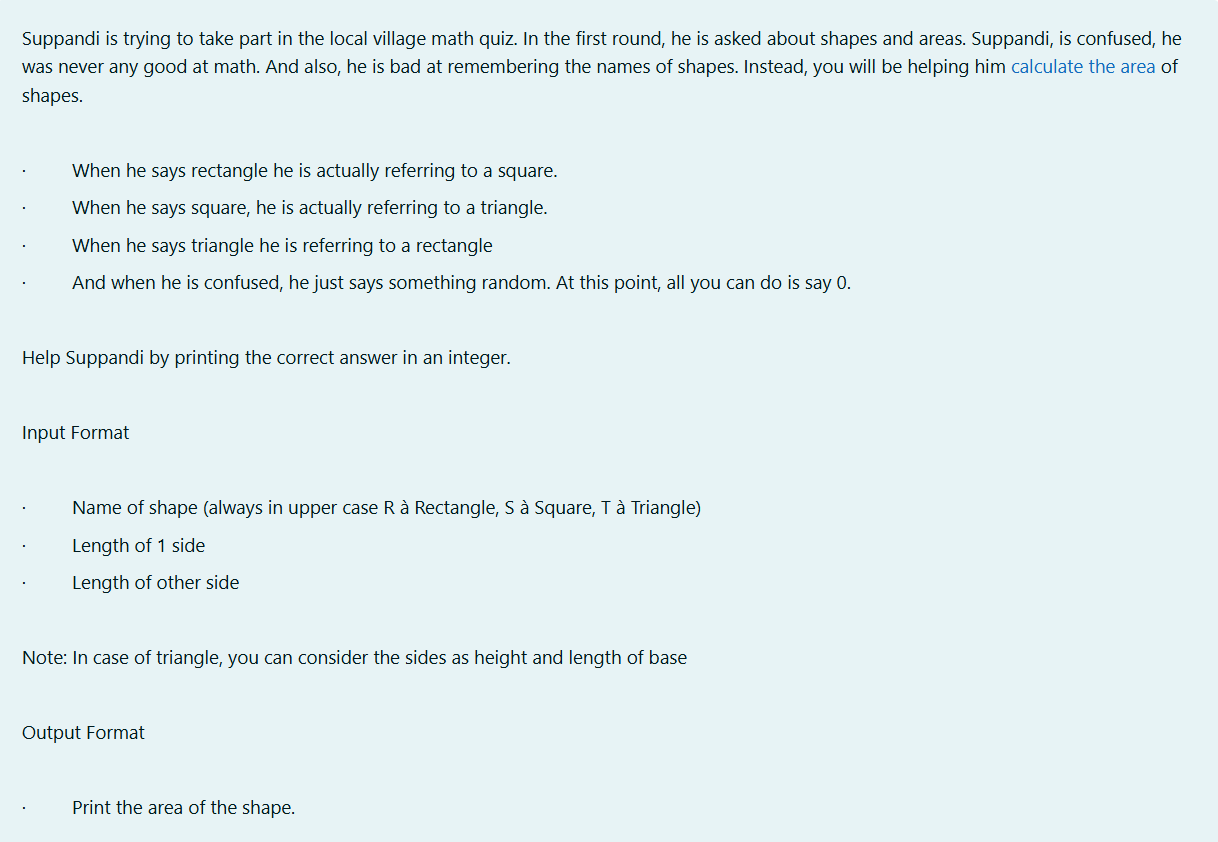 Suppandi is trying to take part in the local village math quiz. In the first round, he is asked about shapes and areas. Suppandi, is confused, he
was never any good at math. And also, he is bad at remembering the names of shapes. Instead, you will be helping him calculate the area of
shapes.
· When he says rectangle he is actually referring to a square.
· When he says square, he is actually referring to a triangle.
· When he says triangle he is referring to a rectangle
· And when he is confused, he just says something random. At this point, all you can do is say 0.
Help Suppandi by printing the correct answer in an integer.
Input Format
· Name of shape (always in upper case R à Rectangle, S à Square, T à Triangle)
· Length of 1 side
· Length of other side
Note: In case of triangle, you can consider the sides as height and length of base
Output Format
· Print the area of the shape.